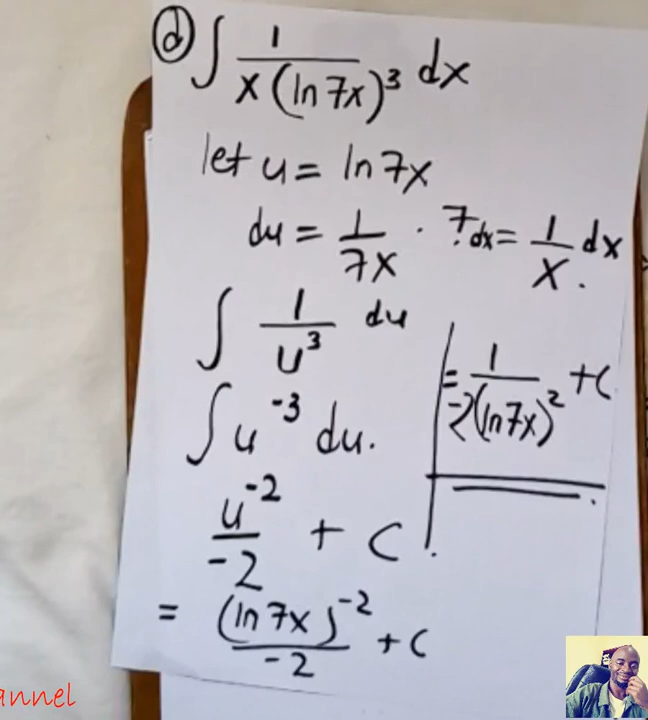 (d) ∫ 1/(x(ln 7x)³) dx
let u = ln 7x
du = 1/(7x) · 7 dx = 1/x dx.
∫ 1/u³ du
∫ u⁻³ du.
u⁻²/-2 + C
= (ln 7x)⁻²/-2 + C
= 1/(-2(ln 7x)²) + C.
annel